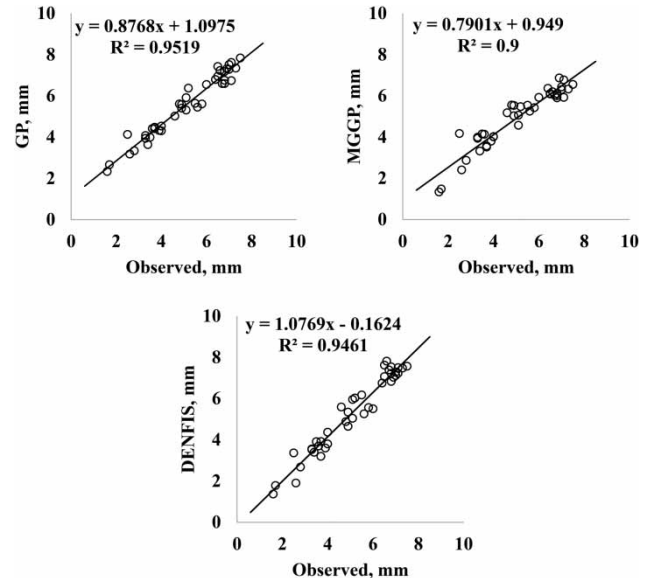 y = 0.8768x + 1.0975
R² = 0.9519
10
8
6
4
2
0
GP, mm
0 2 4 6 8 10
Observed, mm
y = 0.7901x + 0.949
R² = 0.9
10
8
6
4
2
0
MGGP, mm
0 2 4 6 8 10
Observed, mm
y = 1.0769x - 0.1624
R² = 0.9461
10
8
6
4
2
0
DENFIS, mm
0 2 4 6 8 10
Observed, mm